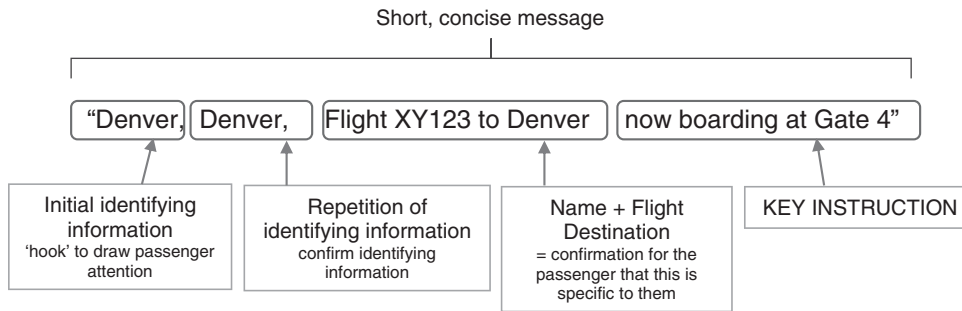 Short, concise message
“Denver, Denver, Flight XY123 to Denver now boarding at Gate 4”
Initial identifying
information
‘hook’ to draw passenger
attention
Repetition of
identifying information
confirm identifying
information
Name + Flight
Destination
= confirmation for the
passenger that this is
specific to them
KEY INSTRUCTION